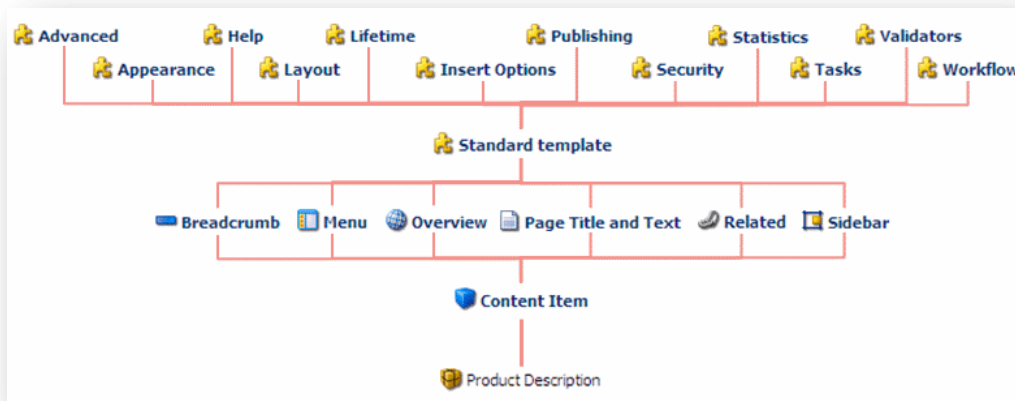 Advanced Help Lifetime Publishing Statistics Validators
Appearance Layout Insert Options Security Tasks Workflow
Standard template
Breadcrumb Menu Overview Page Title and Text Related Sidebar
Content Item
Product Description